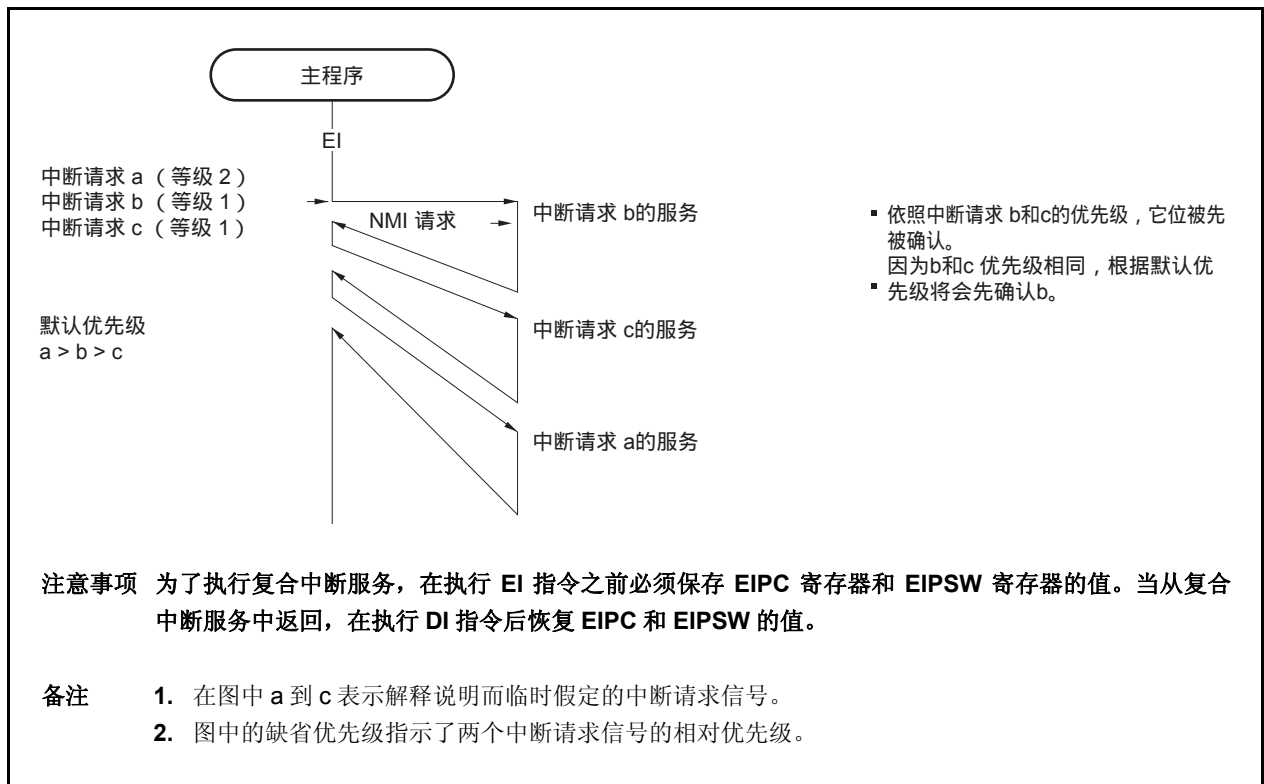 主程序
EI
中断请求 a （等级 2）
中断请求 b （等级 1）
中断请求 c （等级 1）
NMI 请求
中断请求 b的服务
▪ 依照中断请求 b和c的优先级，它位被先
被确认。
因为b和c 优先级相同，根据默认优
▪ 先级将会先确认b。
默认优先级
a > b > c
中断请求 c的服务
中断请求 a的服务
注意事项 为了执行复合中断服务，在执行 EI 指令之前必须保存 EIPC 寄存器和 EIPSW 寄存器的值。当从复合
中断服务中返回，在执行 DI 指令后恢复 EIPC 和 EIPSW 的值。
备注 1. 在图中 a 到 c 表示解释说明而临时假定的中断请求信号。
2. 图中的缺省优先级指示了两个中断请求信号的相对优先级。